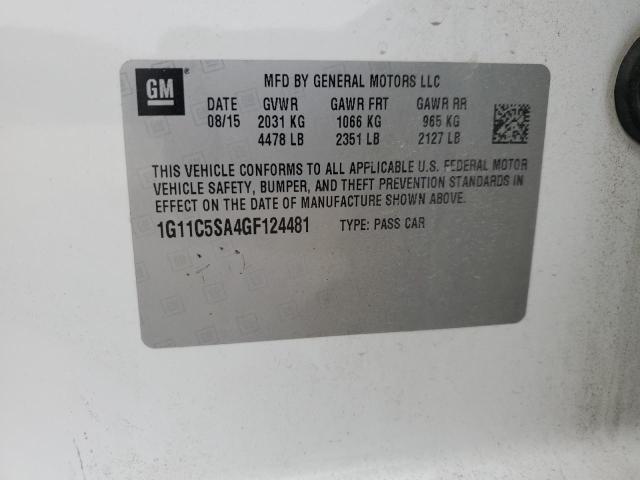 GM
MFD BY GENERAL MOTORS LLC
DATE GVWR GAWR FRT GAWR RR
08/15 2031 KG 1066 KG 965 KG
4478 LB 2351 LB 2127 LB
THIS VEHICLE CONFORMS TO ALL APPLICABLE U.S. FEDERAL MOTOR
VEHICLE SAFETY, BUMPER, AND THEFT PREVENTION STANDARDS IN
EFFECT ON THE DATE OF MANUFACTURE SHOWN ABOVE.
1G11C5SA4GF124481 TYPE: PASS CAR